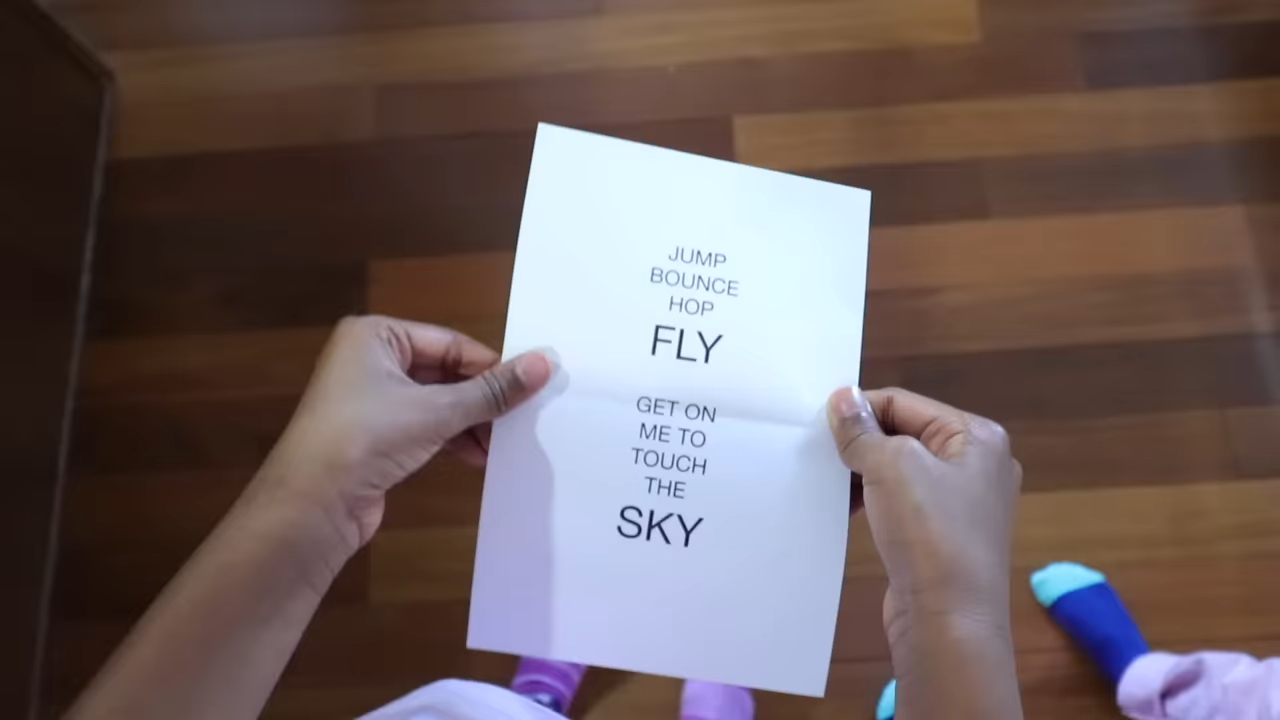 JUMP
BOUNCE
HOP
FLY
GET ON
ME TO
TOUCH
THE
SKY